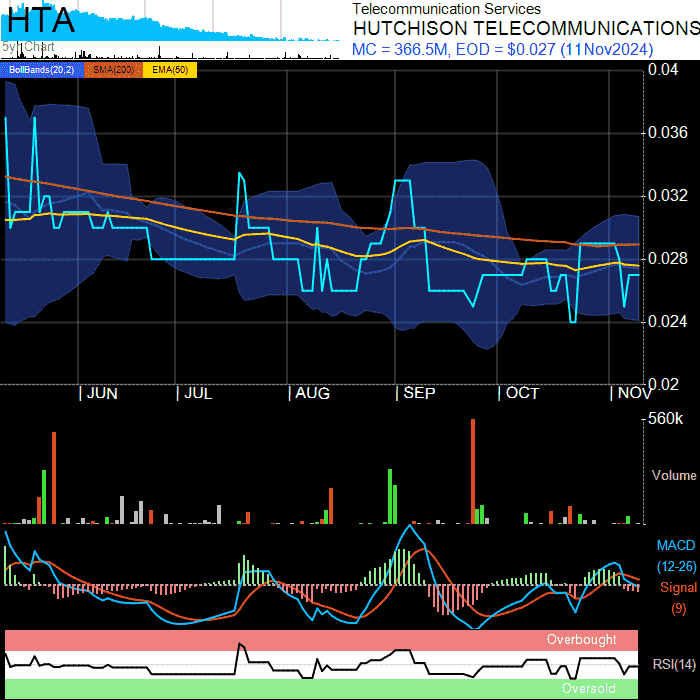 HTA
5y Chart
Telecommunication Services
HUTCHISON TELECOMMUNICATIONS
MC = 366.5M, EOD = $0.027 (11Nov2024)
BollBands(20,2) SMA(200) EMA(50)
0.04
0.036
0.032
0.028
0.024
0.02
JUN JUL AUG SEP OCT NOV
560k
Volume
MACD
(12-26)
Signal
(9)
Overbought
RSI(14)
Oversold